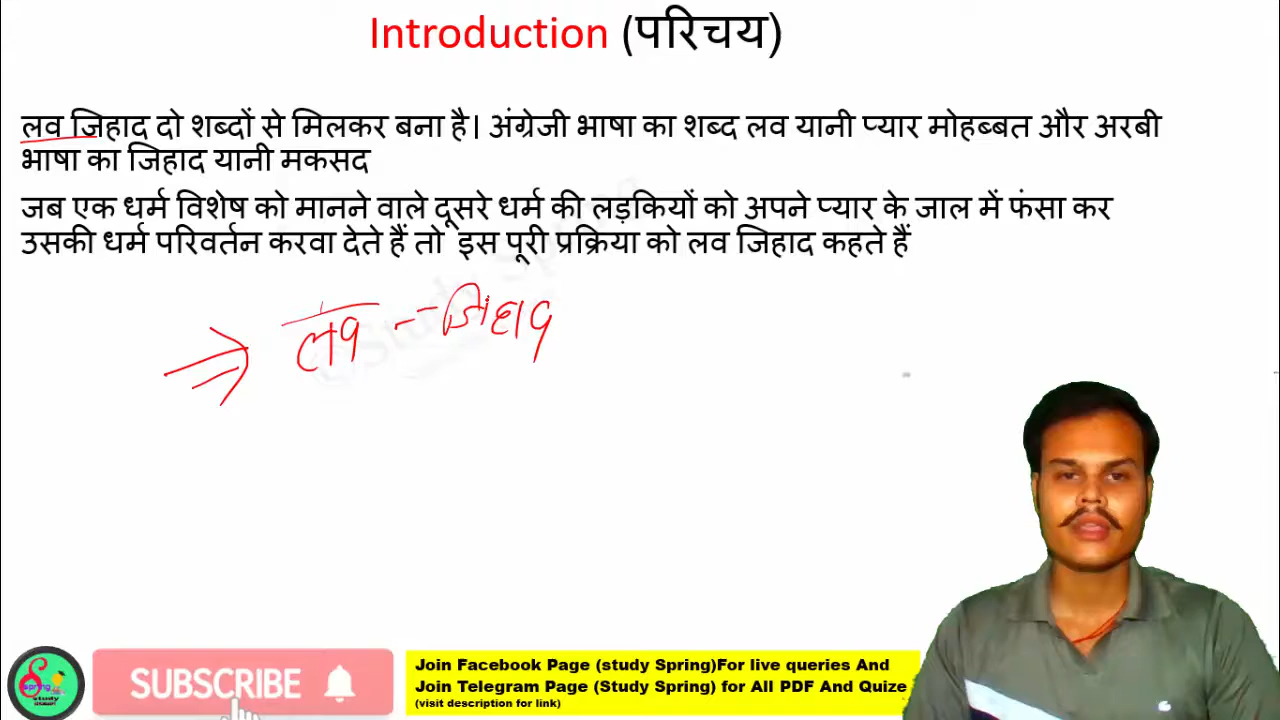 Introduction (परिचय)
लव जिहाद दो शब्दों से मिलकर बना है। अंग्रेजी भाषा का शब्द लव यानी प्यार मोहब्बत और अरबी
भाषा का जिहाद यानी मकसद
जब एक धर्म विशेष को मानने वाले दूसरे धर्म की लड़कियों को अपने प्यार के जाल में फंसा कर
उसकी धर्म परिवर्तन करवा देते हैं तो इस पूरी प्रक्रिया को लव जिहाद कहते हैं
लव -- जिहाद
SUBSCRIBE
Join Facebook Page (study Spring)For live queries And
Join Telegram Page (Study Spring) for All PDF And Quize
(visit description for link)